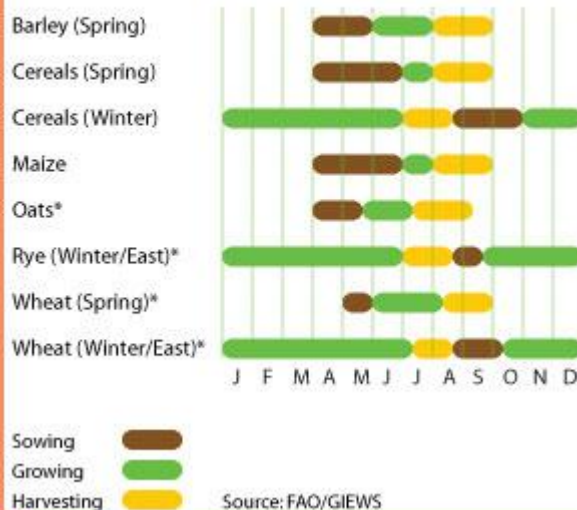 Barley (Spring)
Cereals (Spring)
Cereals (Winter)
Maize
Oats*
Rye (Winter/East)*
Wheat (Spring)*
Wheat (Winter/East)*
J F M A M J J A S O N D
Sowing
Growing
Harvesting
Source: FAO/GIEWS